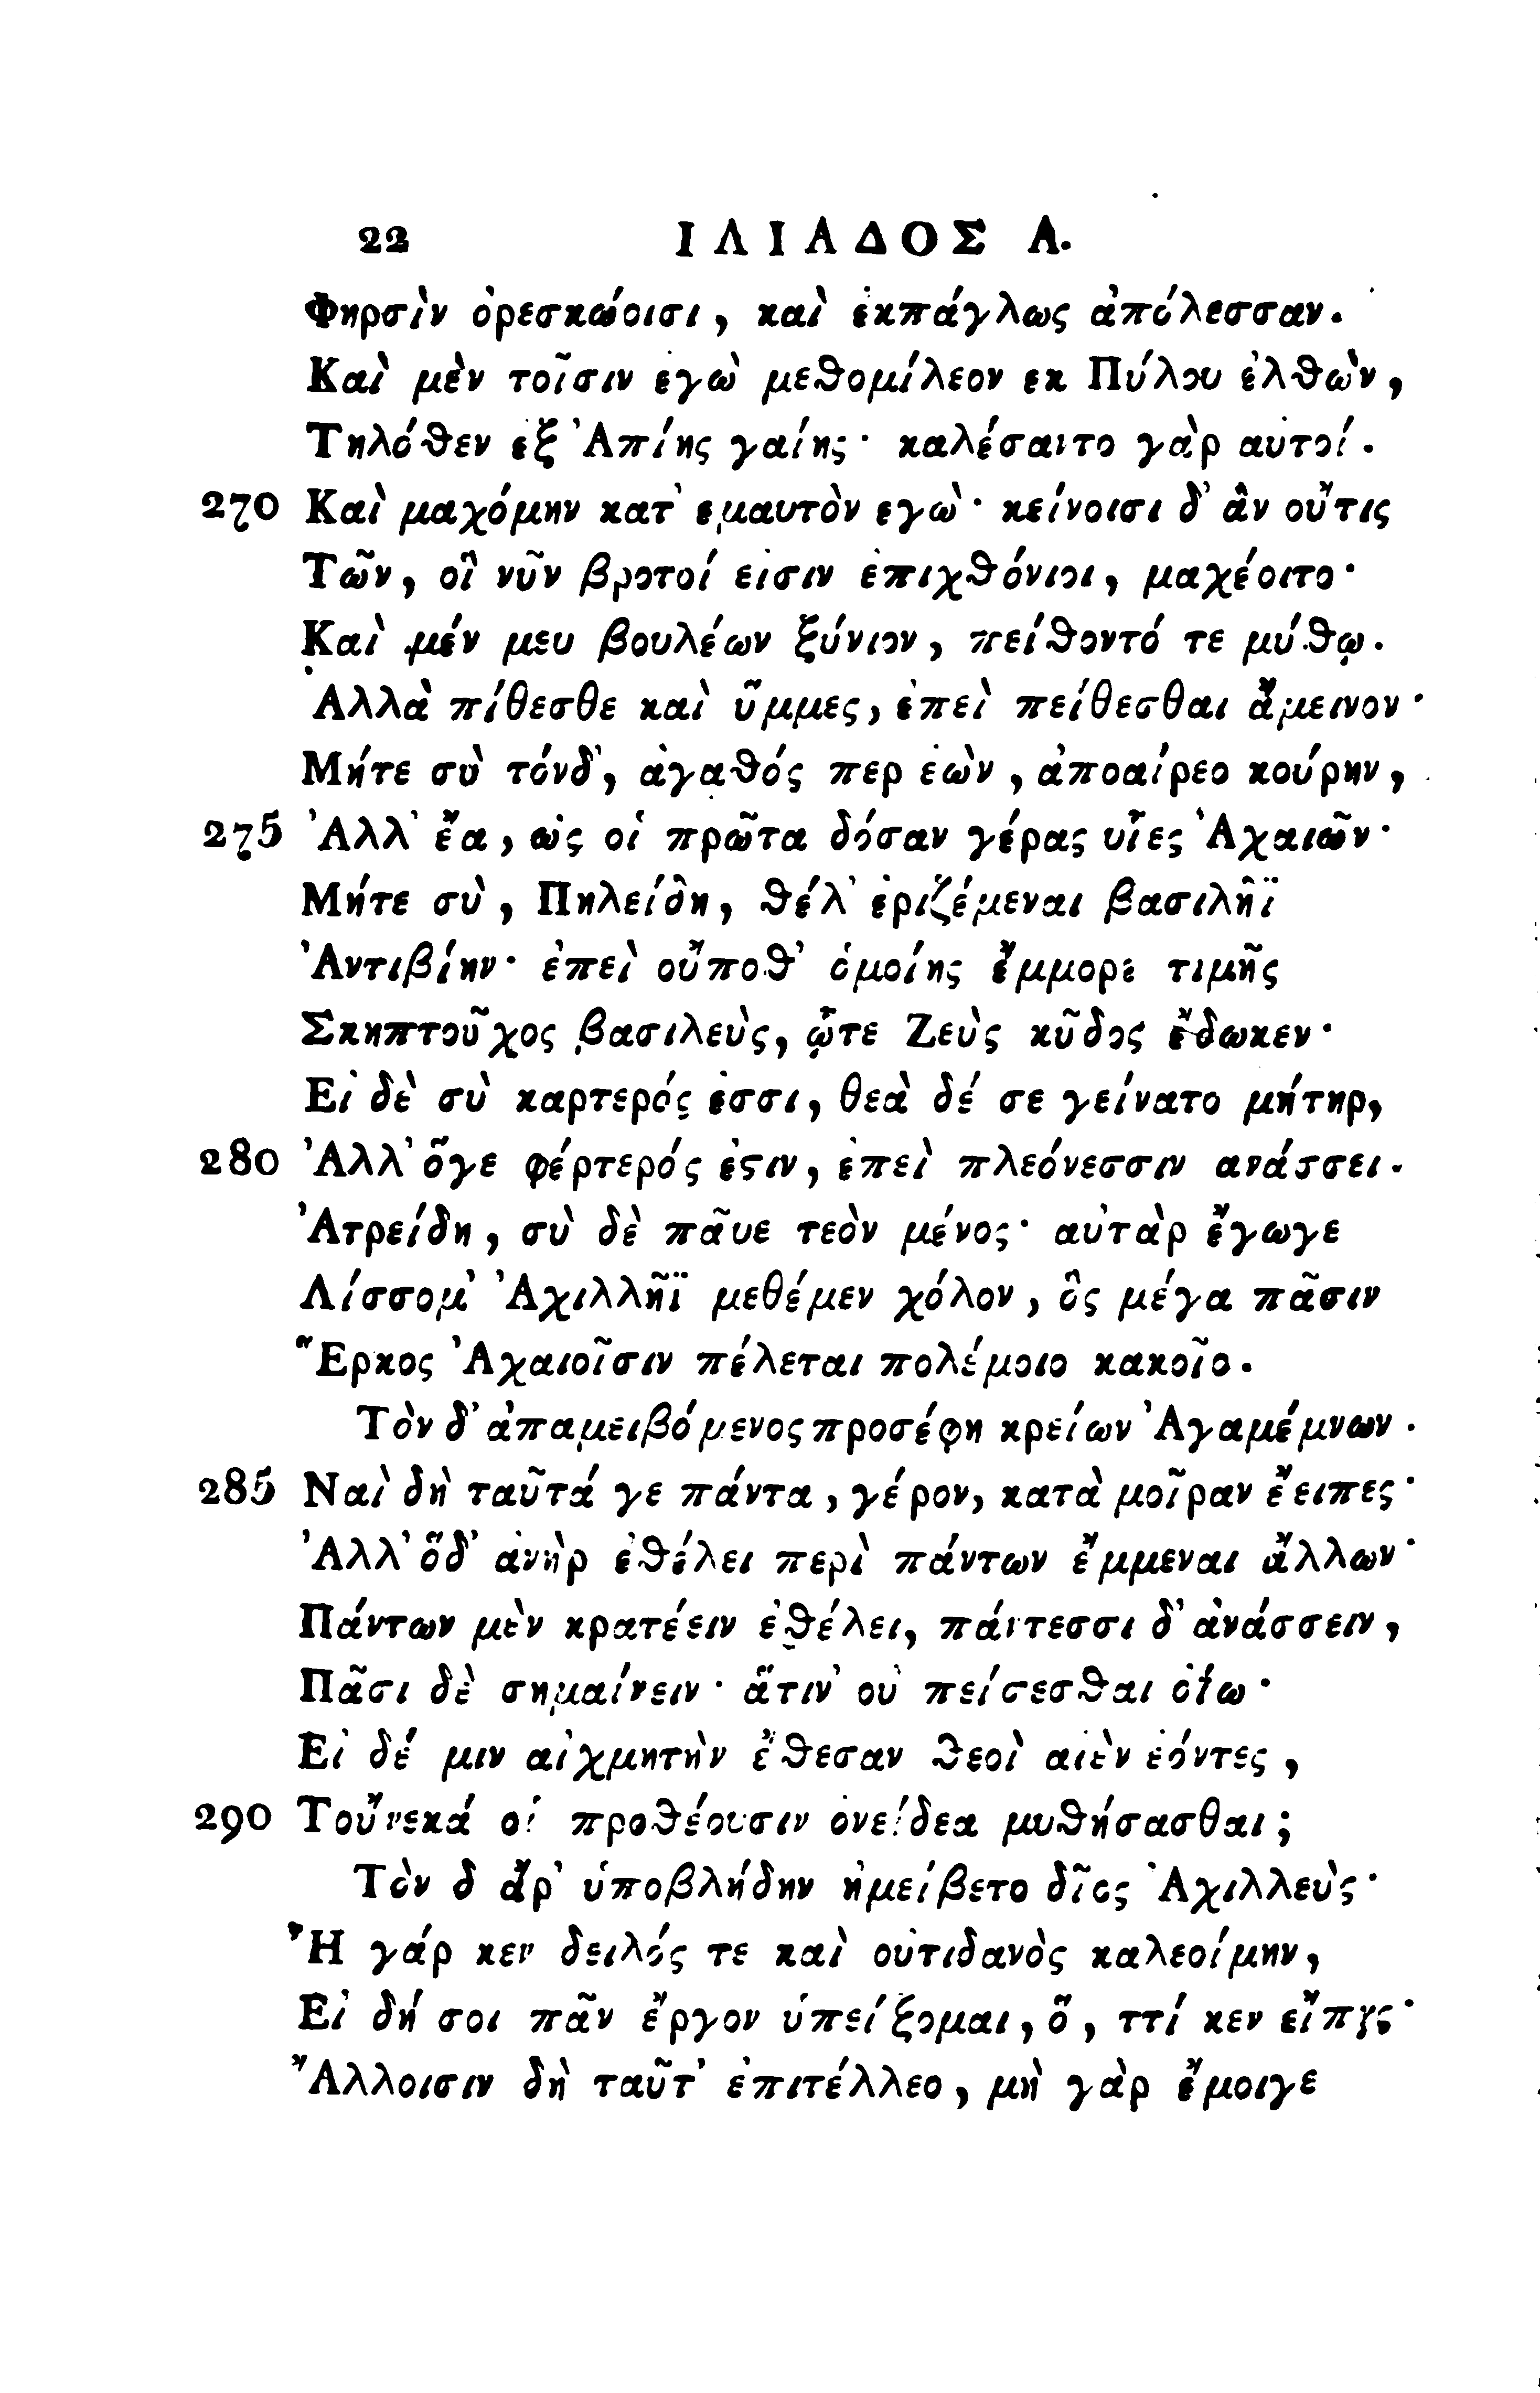 22 ΙΛΙΑΔΟΣ Α.
Φηρσὶν ὀρεσκώοισι, καὶ ἐκπάγλως ἀπόλεσσαν.
Καὶ μὲν τοῖσιν ἐγὼ μεθομίλεον ἐκ Πύλου ἐλθὼν,
Τηλόθεν ἐξ Ἀπίης γαίης· καλέσαντο γὰρ αὐτοί.
270 Καὶ μαχόμην κατ' ἐμαυτὸν ἐγώ· κείνοισι δ' ἂν οὔτις
Τῶν, οἳ νῦν βροτοί εἰσιν ἐπιχθόνιοι, μαχέοιτο·
Καὶ μέν μευ βουλέων ξύνιον, πείθοντό τε μύθῳ.
Ἀλλὰ πίθεσθε καὶ ὔμμες, ἐπεὶ πείθεσθαι ἄμεινον·
Μήτε σὺ τόνδ', ἀγαθός περ ἐὼν, ἀποαίρεο κούρην,
275 Ἀλλ' ἔα, ὥς οἱ πρῶτα δόσαν γέρας υἷες Ἀχαιῶν·
Μήτε σὺ, Πηλείδη, θέλ' ἐριζέμεναι βασιλῆϊ
Ἀντιβίην· ἐπεὶ οὔποθ' ὁμοίης ἔμμορε τιμῆς
Σκηπτοῦχος βασιλεὺς, ᾧτε Ζεὺς κῦδος ἔδωκεν·
Εἰ δὲ σὺ καρτερός ἐσσι, θεὰ δέ σε γείνατο μήτηρ,
280 Ἀλλ' ὅγε φέρτερός ἐϛιν, ἐπεὶ πλεόνεσσιν ἀνάσσει.
Ἀτρείδη, σὺ δὲ παῦε τεὸν μένος· αὐτὰρ ἔγωγε
Λίσσομ' Ἀχιλλῆϊ μεθέμεν χόλον, ὃς μέγα πᾶσιν
Ἕρκος Ἀχαιοῖσιν πέλεται πολέμοιο κακοῖο.
Τὸν δ' ἀπαμειβόμενος προσέφη κρείων Ἀγαμέμνων.
285 Ναὶ δὴ ταῦτά γε πάντα, γέρον, κατὰ μοῖραν ἔειπες·
Ἀλλ' ὅδ' ἀνὴρ ἐθέλει περὶ πάντων ἔμμεναι ἄλλων·
Πάντων μὲν κρατέειν ἐθέλει, πάντεσσι δ' ἀνάσσειν,
Πᾶσι δὲ σημαίνειν· ἅτιν' οὐ πείσεσθαι ὀΐω·
Εἰ δέ μιν αἰχμητὴν ἔθεσαν θεοὶ αἰὲν ἐόντες,
290 Τοὔνεκά οἱ προθέουσιν ὀνείδεα μυθήσασθαι;
Τὸν δ' ἄρ' ὑποβλήδην ἠμείβετο δῖος Ἀχιλλεύς·
Ἦ γάρ κεν δειλός τε καὶ οὐτιδανὸς καλεοίμην,
Εἰ δή σοι πᾶν ἔργον ὑπείξομαι, ὅ, ττί κεν εἴπῃς·
Ἄλλοισιν δὴ ταῦτ' ἐπιτέλλεο, μὴ γὰρ ἔμοιγε